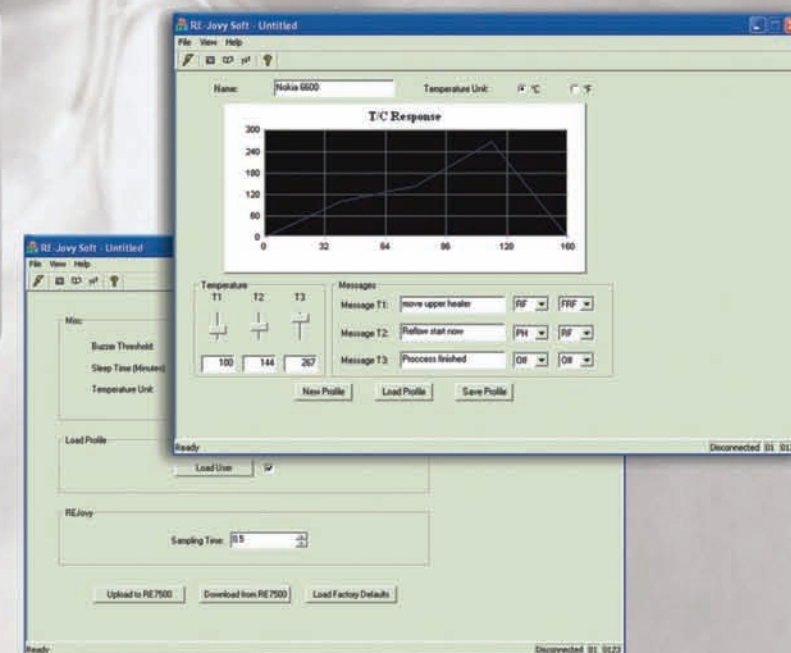 RE-Jovy Soft - Untitled
File View Help
Name: Nokia 6600 Temperature Unit: °C °F
T/C Response
300
240
180
120
60
0
0 32 64 96 128 160
Temperature
T1 T2 T3
100 144 267
Messages
Message T1: move upper heater RF FRF
Message T2: Reflow start now PH RF
Message T3: Proccess finished Off Off
New Profile Load Profile Save Profile
Ready Disconnected 01
RE-Jovy Soft - Untitled
File View Help
Misc
Buzzer Threshold:
Sleep Time (Minutes)
Temperature Unit:
Load Profile
Load User
REJovy
Sampling Time: 0.5
Upload to RE7500 Download from RE7500 Load Factory Defaults
Ready Disconnected 01 0123